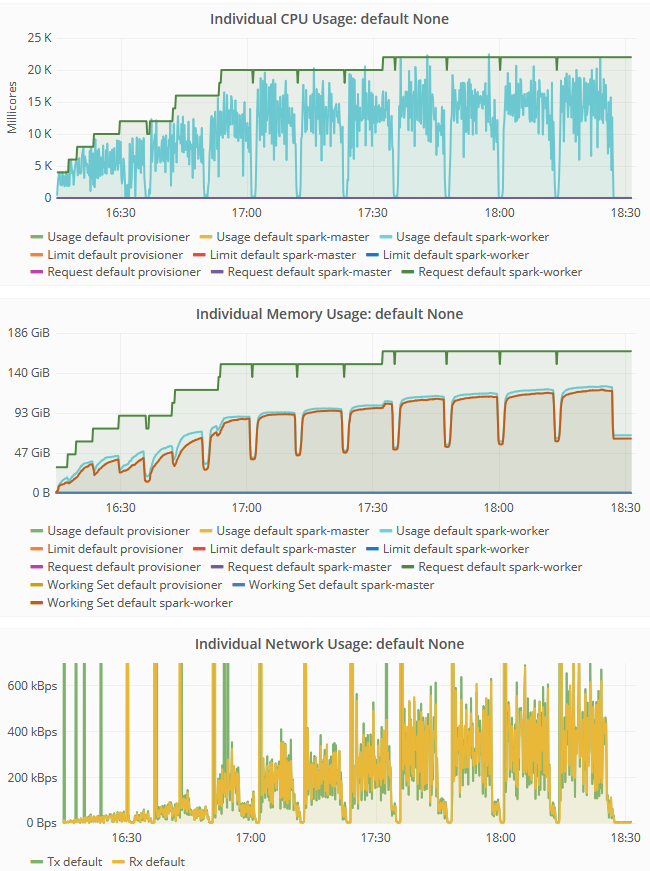 Individual CPU Usage: default None
25 K
20 K
15 K
10 K
5 K
0
Millicores
16:30 17:00 17:30 18:00 18:30
Usage default provisioner Usage default spark-master Usage default spark-worker
Limit default provisioner Limit default spark-master Limit default spark-worker
Request default provisioner Request default spark-master Request default spark-worker
Individual Memory Usage: default None
186 GiB
140 GiB
93 GiB
47 GiB
0 B
16:30 17:00 17:30 18:00 18:30
Usage default provisioner Usage default spark-master Usage default spark-worker
Limit default provisioner Limit default spark-master Limit default spark-worker
Request default provisioner Request default spark-master Request default spark-worker
Working Set default provisioner Working Set default spark-master
Working Set default spark-worker
Individual Network Usage: default None
600 kBps
400 kBps
200 kBps
0 Bps
16:30 17:00 17:30 18:00 18:30
Tx default Rx default